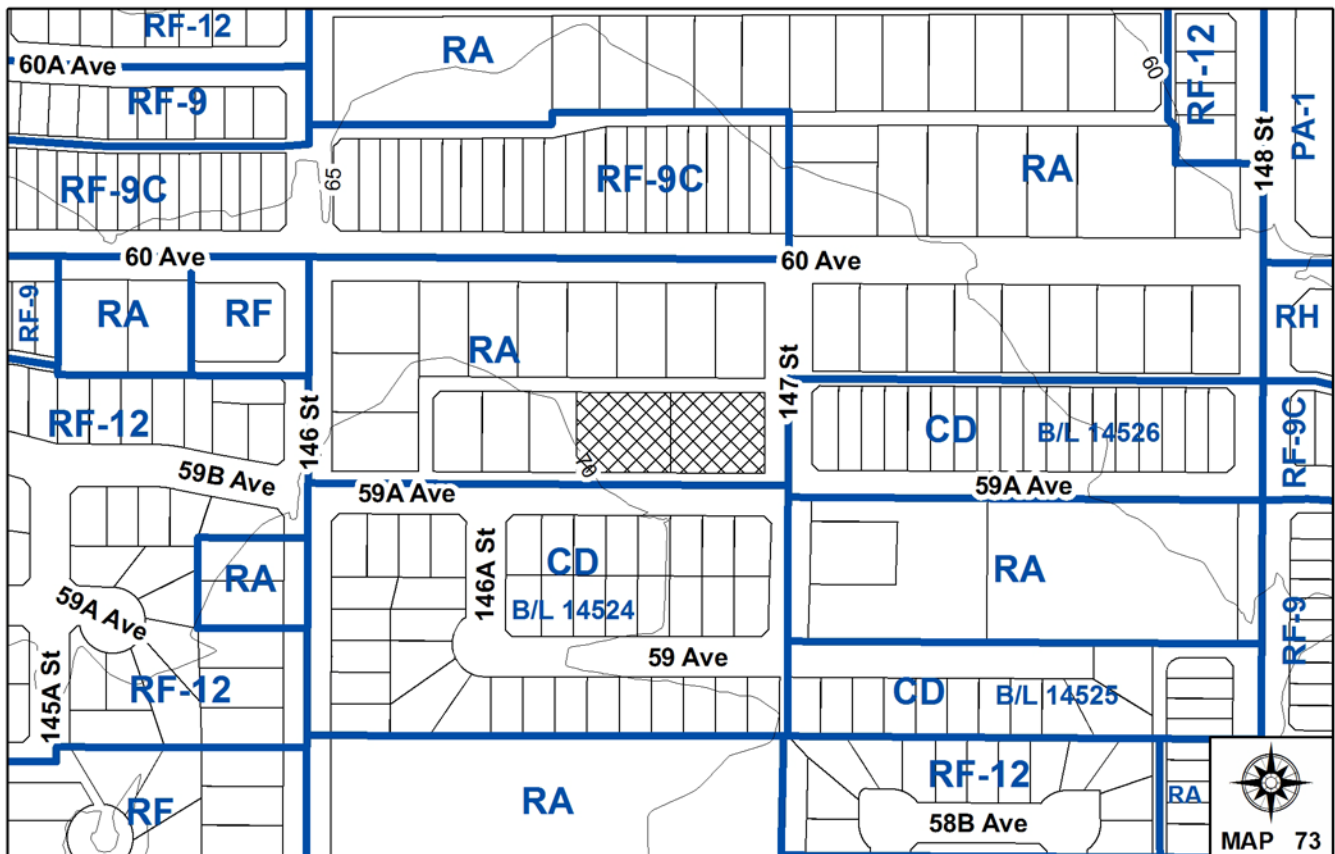 RF-12
RA
60
RF-12
148 St
PA-1
60A Ave
RF-9
RF-9C
65
RF-9C
RA
60 Ave
60 Ave
RF-9
RA
RF
RA
147 St
RH
RF-12
146 St
CD
B/L 14526
RF-9C
59B Ave
70
59A Ave
59A Ave
146A St
CD
B/L 14524
RA
RA
59A Ave
RF-9
145A St
RF-12
59 Ave
CD
B/L 14525
RF
RA
RF-12
RA
58B Ave
MAP 73